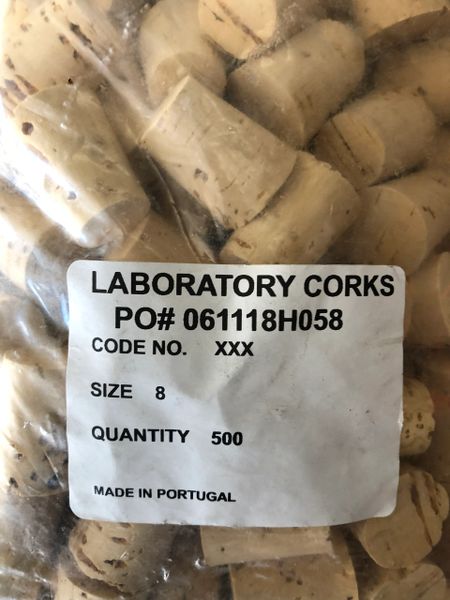 LABORATORY CORKS
PO# 061118H058
CODE NO. XXX
SIZE 8
QUANTITY 500
MADE IN PORTUGAL